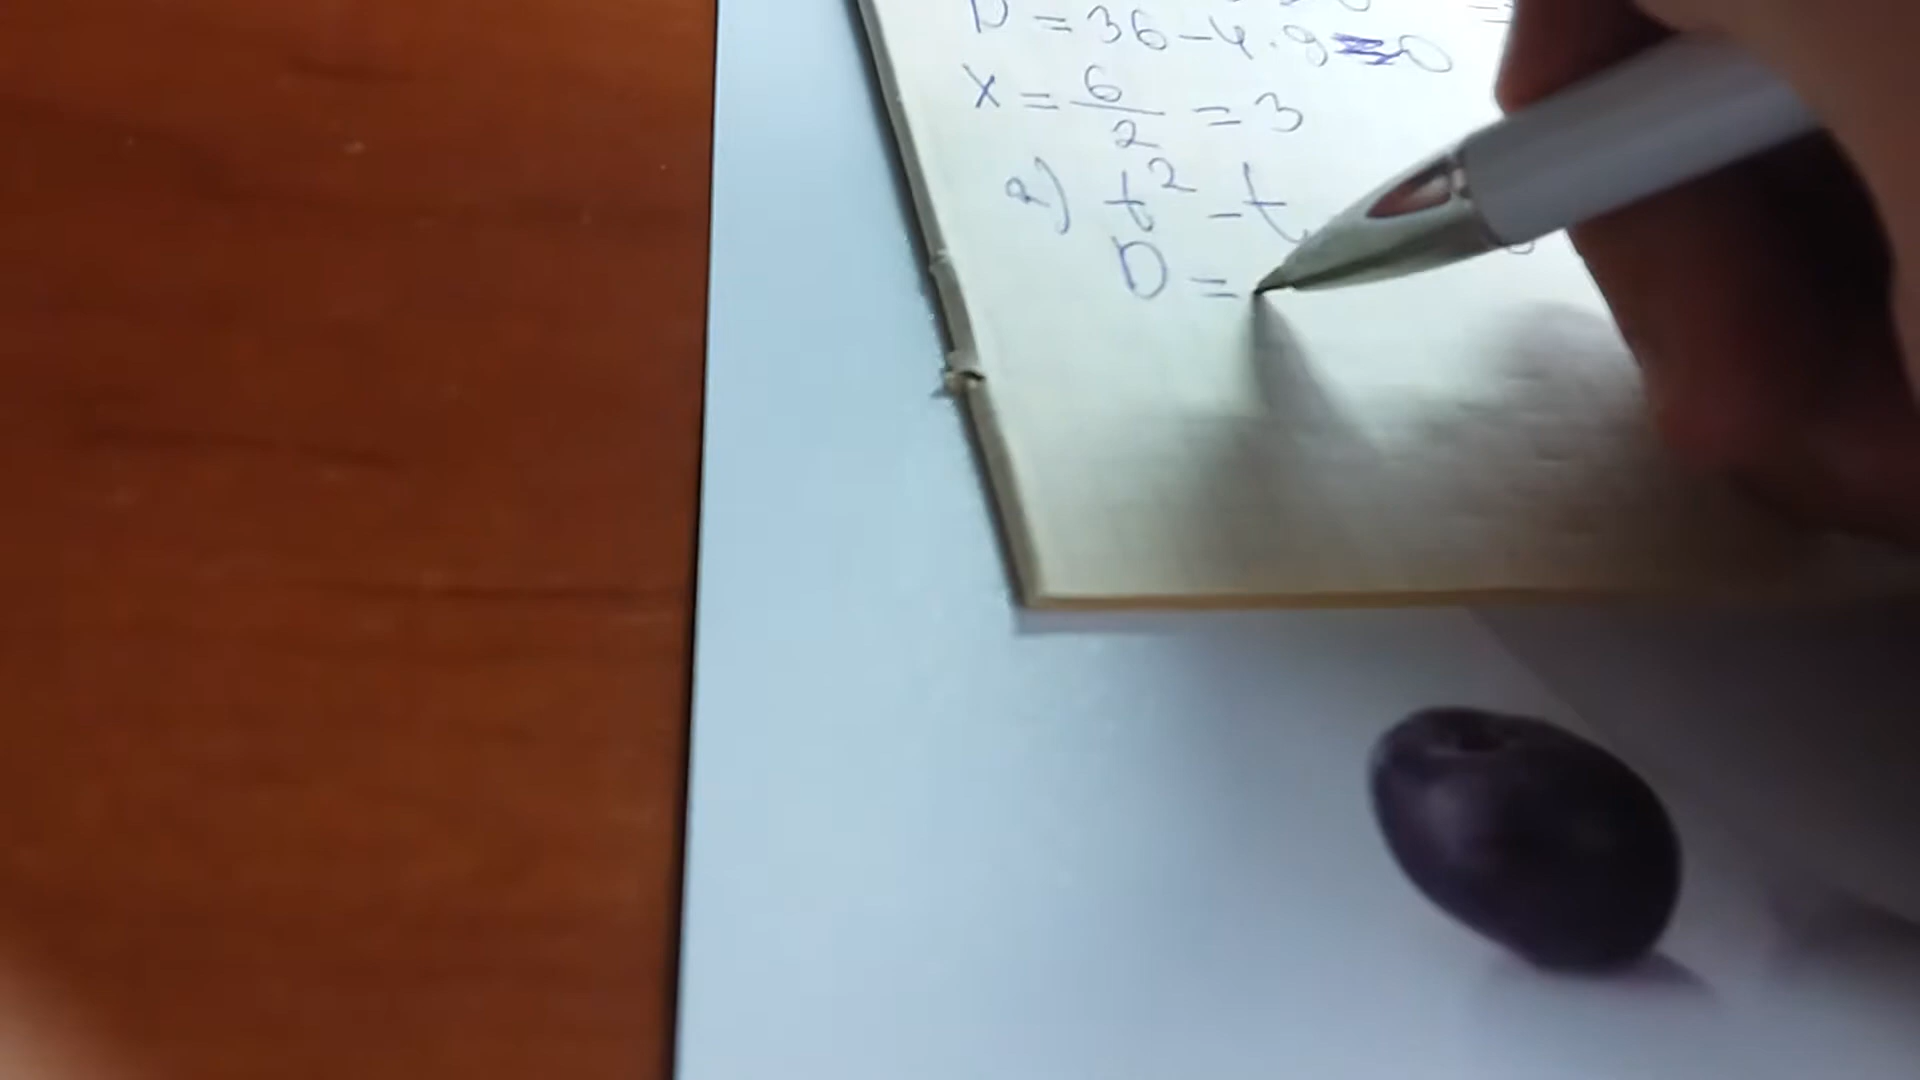 D = 36 - 4 · 9 = 0
x = 6/2 = 3
2) t² - t
D =